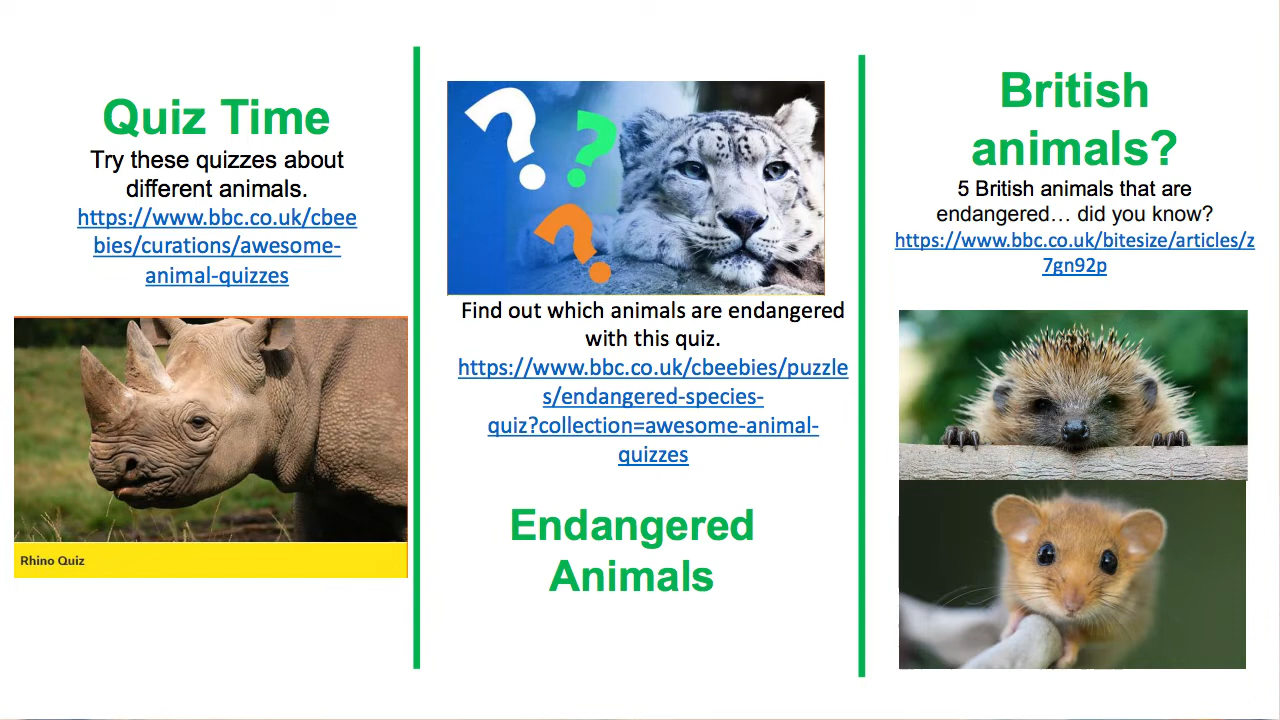 Quiz Time
Try these quizzes about
different animals.
https://www.bbc.co.uk/cbee
bies/curations/awesome-
animal-quizzes
Rhino Quiz
? ? ?
Find out which animals are endangered
with this quiz.
https://www.bbc.co.uk/cbeebies/puzzle
s/endangered-species-
quiz?collection=awesome-animal-
quizzes
Endangered
Animals
British
animals?
5 British animals that are
endangered… did you know?
https://www.bbc.co.uk/bitesize/articles/z
7gn92p